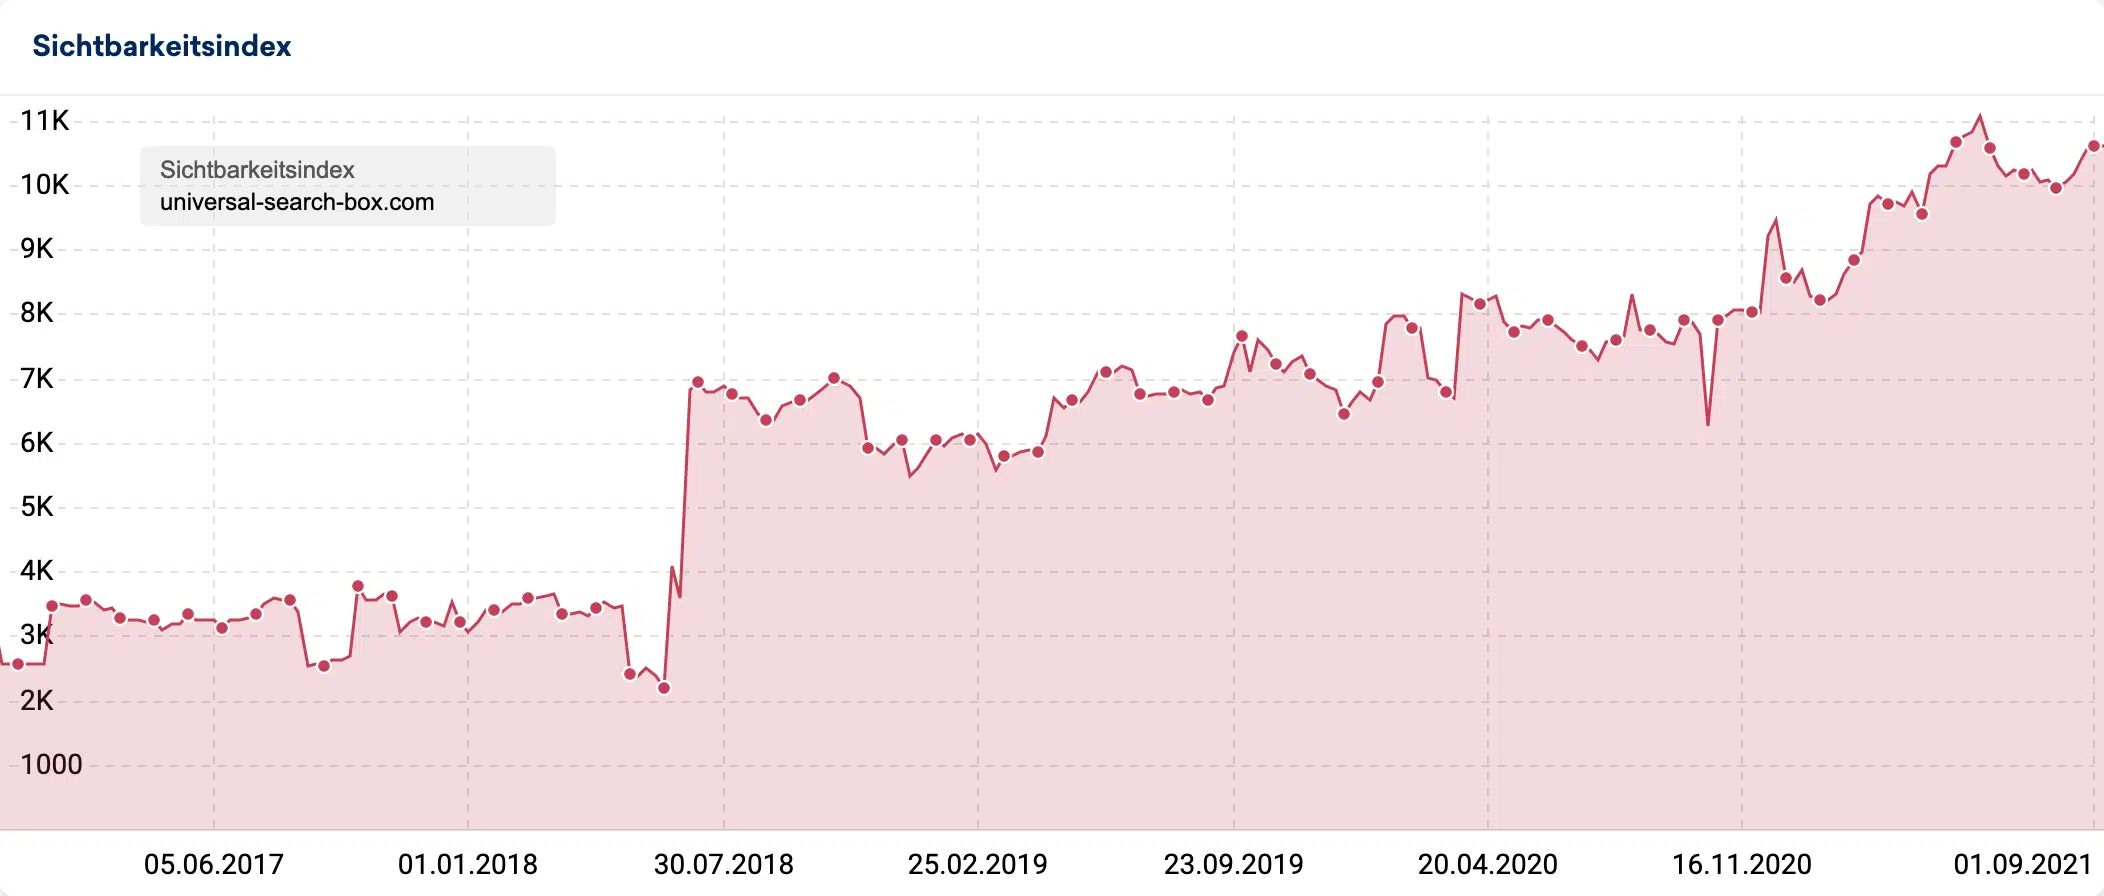 Sichtbarkeitsindex
11K
Sichtbarkeitsindex
10K
universal-search-box.com
9K
8K
7K
6K
5K
4K
3K
2K
1000
05.06.2017 01.01.2018 30.07.2018 25.02.2019 23.09.2019 20.04.2020 16.11.2020 01.09.2021